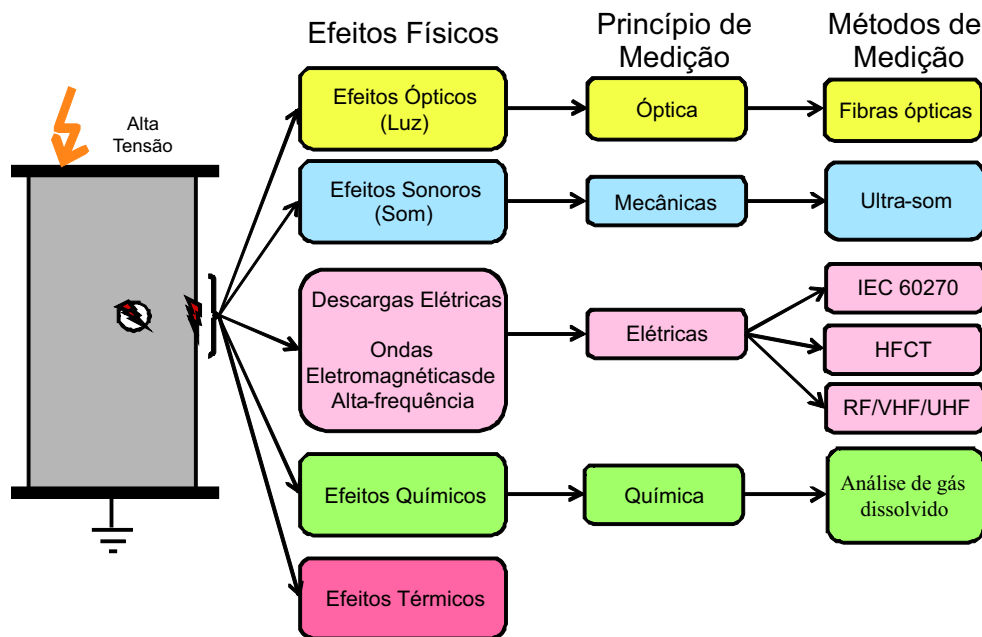 Efeitos Físicos
Princípio de
Medição
Métodos de
Medição
Alta
Tensão
Efeitos Ópticos
(Luz)
Óptica
Fibras ópticas
Efeitos Sonoros
(Som)
Mecânicas
Ultra-som
Descargas Elétricas
Ondas
Eletromagnéticasde
Alta-frequência
Elétricas
IEC 60270
HFCT
RF/VHF/UHF
Efeitos Químicos
Química
Análise de gás
dissolvido
Efeitos Térmicos